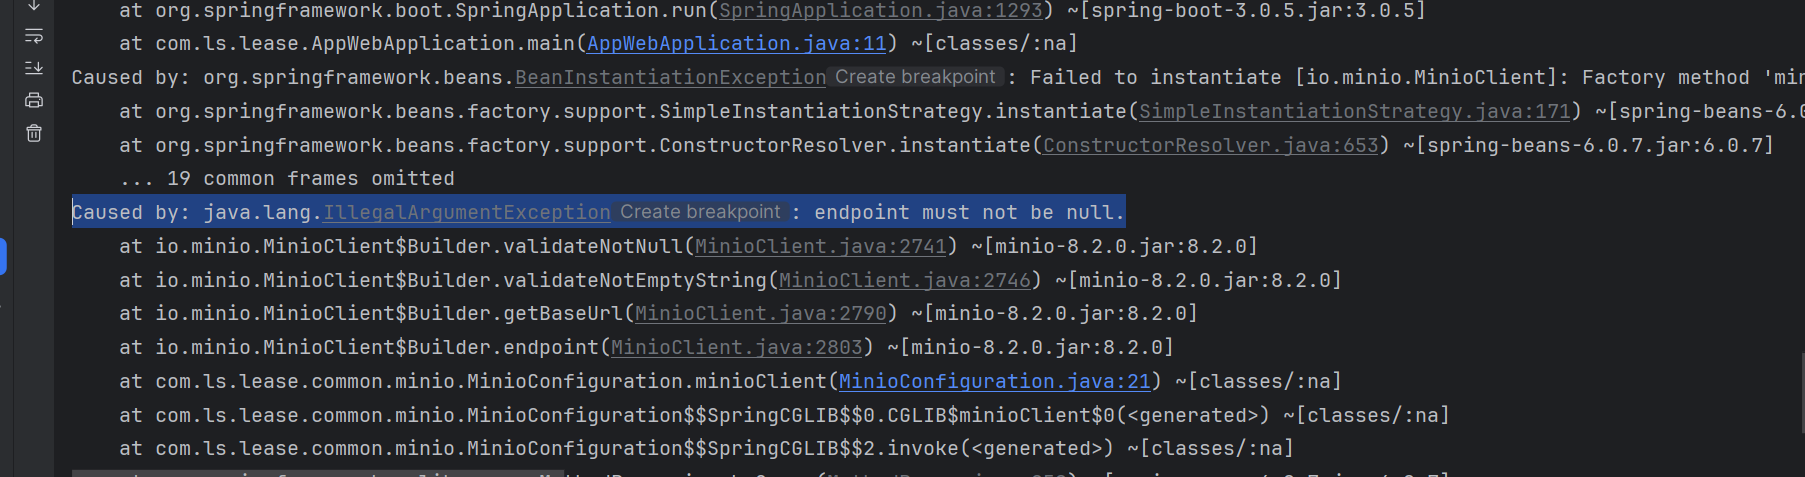 at org.springframework.boot.SpringApplication.run(SpringApplication.java:1293) ~[spring-boot-3.0.5.jar:3.0.5]
at com.ls.lease.AppWebApplication.main(AppWebApplication.java:11) ~[classes/:na]
Caused by: org.springframework.beans.BeanInstantiationException Create breakpoint : Failed to instantiate [io.minio.MinioClient]: Factory method 'min
at org.springframework.beans.factory.support.SimpleInstantiationStrategy.instantiate(SimpleInstantiationStrategy.java:171) ~[spring-beans-6.0
at org.springframework.beans.factory.support.ConstructorResolver.instantiate(ConstructorResolver.java:653) ~[spring-beans-6.0.7.jar:6.0.7]
... 19 common frames omitted
Caused by: java.lang.IllegalArgumentException Create breakpoint : endpoint must not be null.
at io.minio.MinioClient$Builder.validateNotNull(MinioClient.java:2741) ~[minio-8.2.0.jar:8.2.0]
at io.minio.MinioClient$Builder.validateNotEmptyString(MinioClient.java:2746) ~[minio-8.2.0.jar:8.2.0]
at io.minio.MinioClient$Builder.getBaseUrl(MinioClient.java:2790) ~[minio-8.2.0.jar:8.2.0]
at io.minio.MinioClient$Builder.endpoint(MinioClient.java:2803) ~[minio-8.2.0.jar:8.2.0]
at com.ls.lease.common.minio.MinioConfiguration.minioClient(MinioConfiguration.java:21) ~[classes/:na]
at com.ls.lease.common.minio.MinioConfiguration$$SpringCGLIB$$0.CGLIB$minioClient$0(<generated>) ~[classes/:na]
at com.ls.lease.common.minio.MinioConfiguration$$SpringCGLIB$$2.invoke(<generated>) ~[classes/:na]